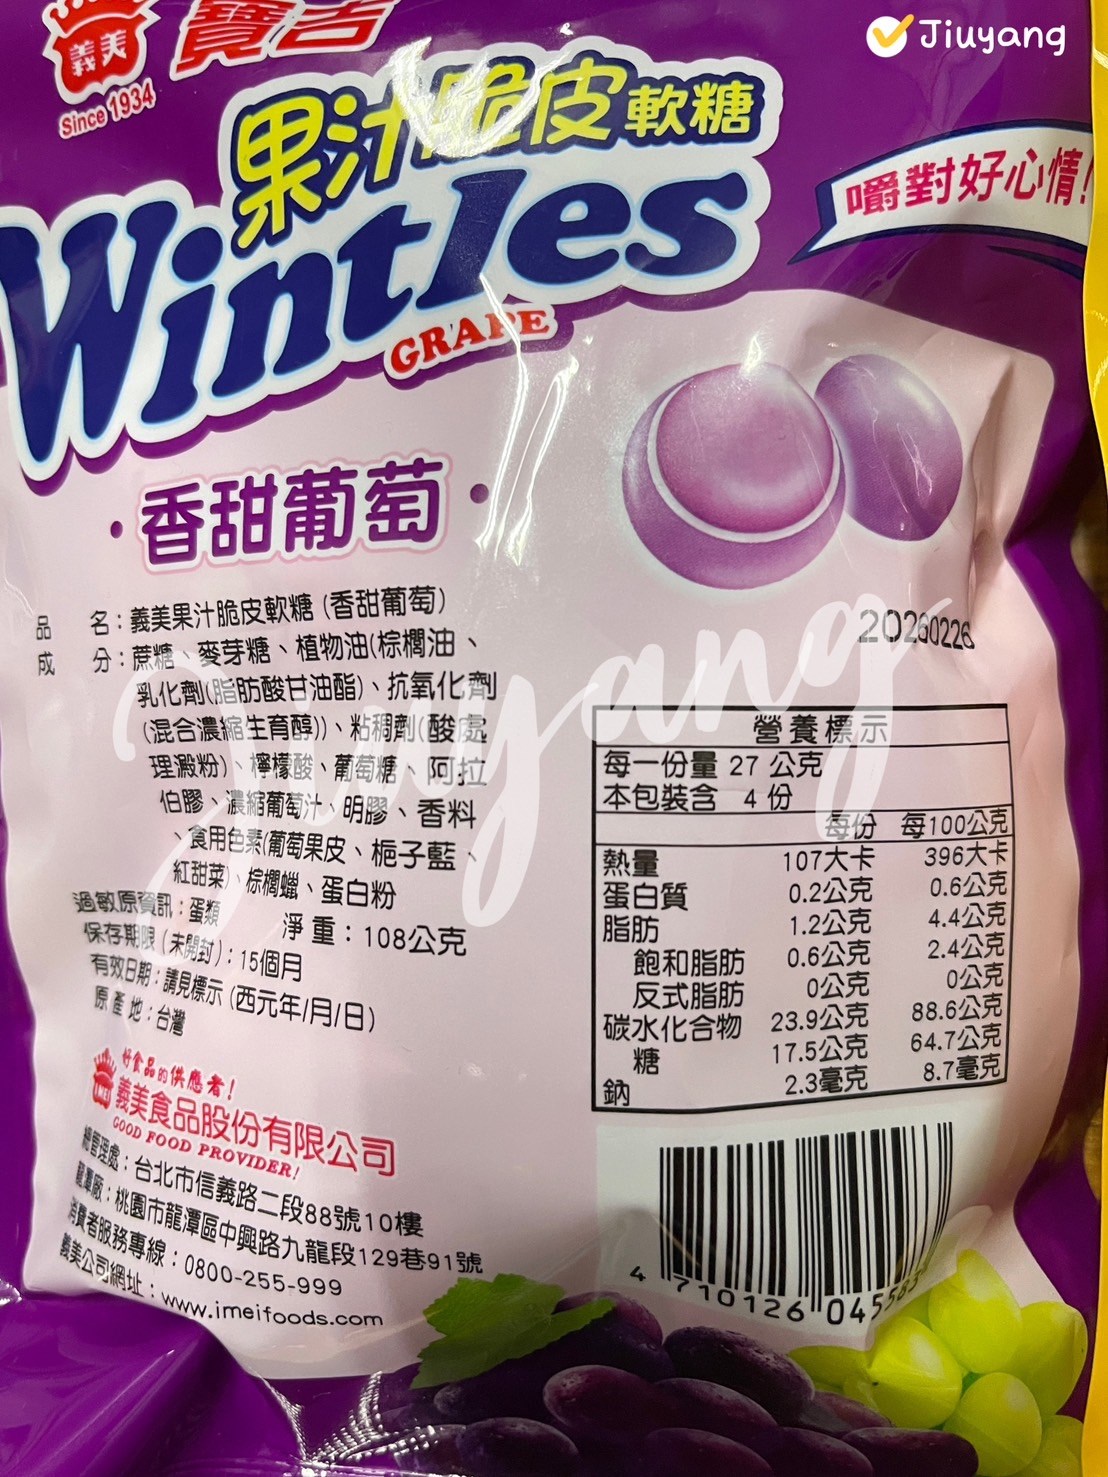 Jiuyang
義美
寶吉
Since 1934
果汁脆皮軟糖
Wintles
GRAPE
嚼對好心情!
·香甜葡萄·
品 名：義美果汁脆皮軟糖 (香甜葡萄)
成 分：蔗糖、麥芽糖、植物油(棕櫚油、
乳化劑(脂肪酸甘油酯)、抗氧化劑
(混合濃縮生育醇))、粘稠劑(酸處
理澱粉)、檸檬酸、葡萄糖、阿拉
伯膠、濃縮葡萄汁、明膠、香料
、食用色素(葡萄果皮、梔子藍、
紅甜菜)、棕櫚蠟、蛋白粉
過敏原資訊：蛋類
淨重：108公克
保存期限(未開封)：15個月
有效日期：請見標示 (西元年/月/日)
原產地：台灣
20260226
營養標示
每一份量 27 公克
本包裝含 4 份
每份 每100公克
熱量 107大卡 396大卡
蛋白質 0.2公克 0.6公克
脂肪 1.2公克 4.4公克
飽和脂肪 0.6公克 2.4公克
反式脂肪 0公克 0公克
碳水化合物 23.9公克 88.6公克
糖 17.5公克 64.7公克
鈉 2.3毫克 8.7毫克
Jiuyang
好食品的供應者!
義美食品股份有限公司
GOOD FOOD PROVIDER!
總管理處：台北市信義路二段88號10樓
龍潭廠：桃園市龍潭區中興路九龍段129巷91號
消費者服務專線：0800-255-999
義美公司網址：www.imeifoods.com
4 710126 04556